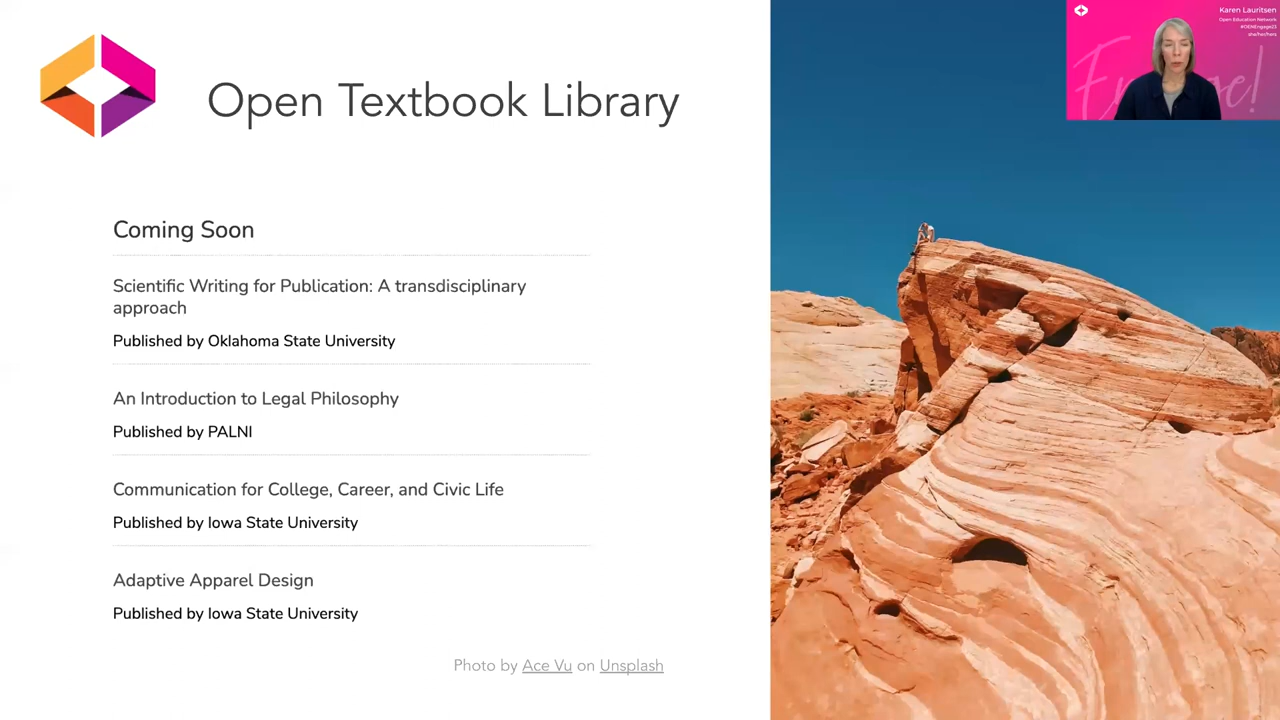 Open Textbook Library
Coming Soon
Scientific Writing for Publication: A transdisciplinary
approach
Published by Oklahoma State University
An Introduction to Legal Philosophy
Published by PALNI
Communication for College, Career, and Civic Life
Published by Iowa State University
Adaptive Apparel Design
Published by Iowa State University
Photo by Ace Vu on Unsplash
Karen Lauritsen
Open Education Network
#OENEngage23
she/her/hers